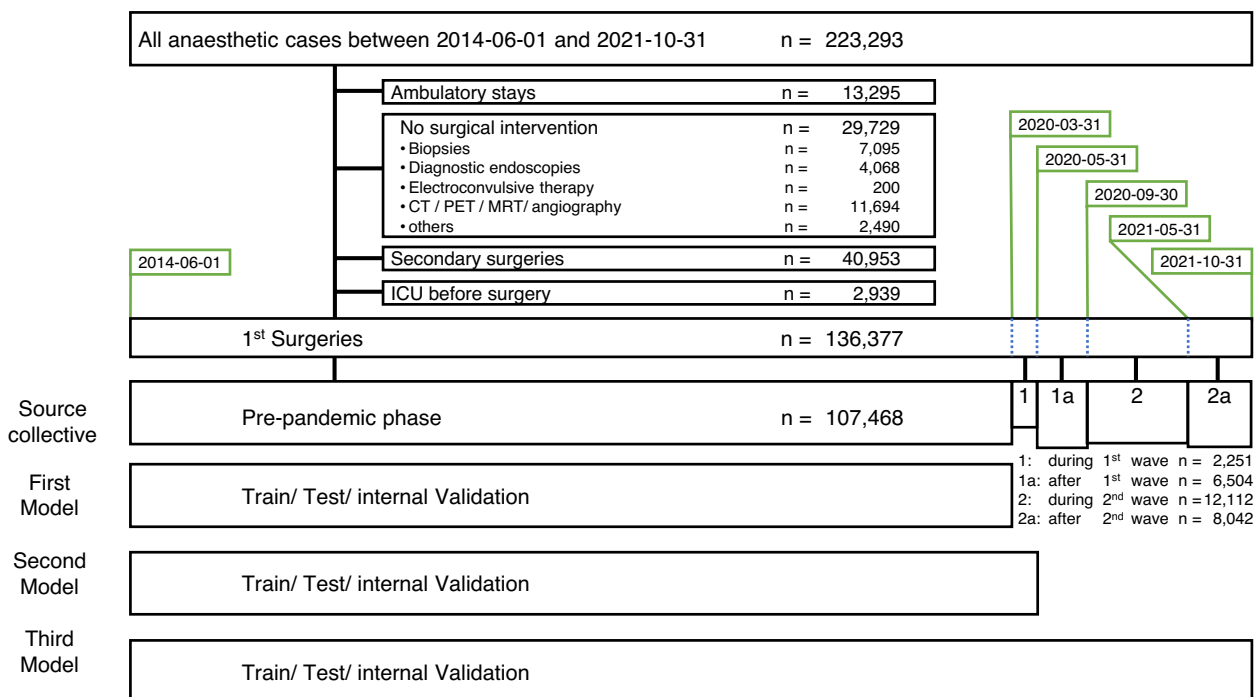 All anaesthetic cases between 2014-06-01 and 2021-10-31 n = 223,293
Ambulatory stays n = 13,295
No surgical intervention n = 29,729
• Biopsies n = 7,095
• Diagnostic endoscopies n = 4,068
• Electroconvulsive therapy n = 200
• CT / PET / MRT/ angiography n = 11,694
• others n = 2,490
Secondary surgeries n = 40,953
ICU before surgery n = 2,939
2014-06-01
2020-03-31
2020-05-31
2020-09-30
2021-05-31
2021-10-31
1st Surgeries n = 136,377
Source
collective
Pre-pandemic phase n = 107,468
1 1a 2 2a
1: during 1st wave n = 2,251
1a: after 1st wave n = 6,504
2: during 2nd wave n =12,112
2a: after 2nd wave n = 8,042
First
Model
Train/ Test/ internal Validation
Second
Model
Train/ Test/ internal Validation
Third
Model
Train/ Test/ internal Validation